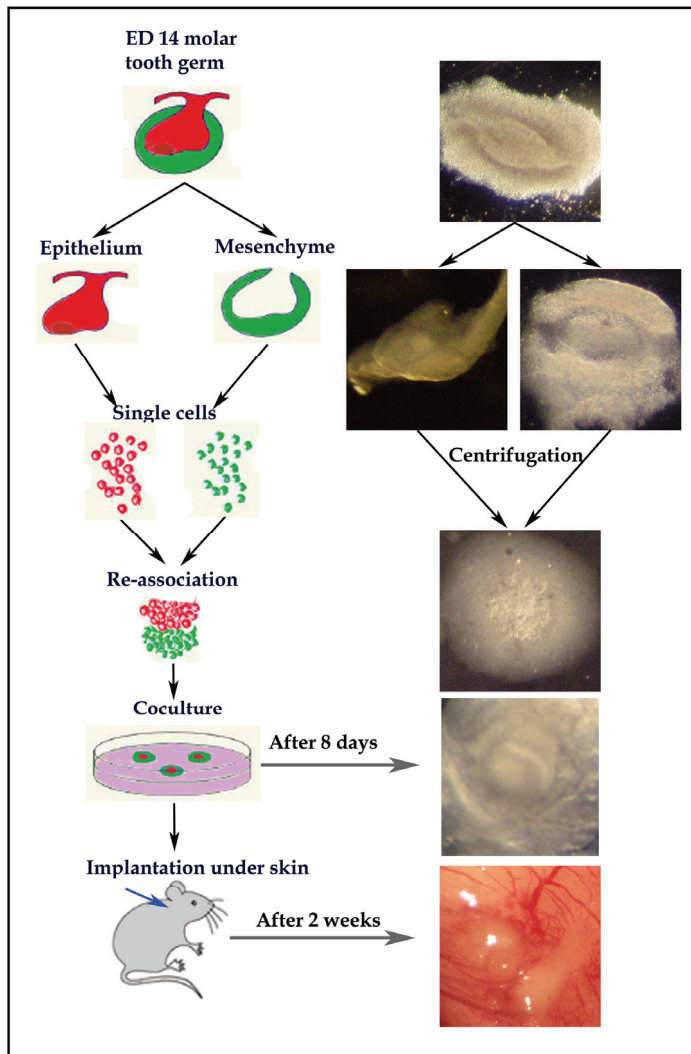 ED 14 molar
tooth germ
Epithelium
Mesenchyme
Single cells
Centrifugation
Re-association
Coculture
After 8 days
Implantation under skin
After 2 weeks